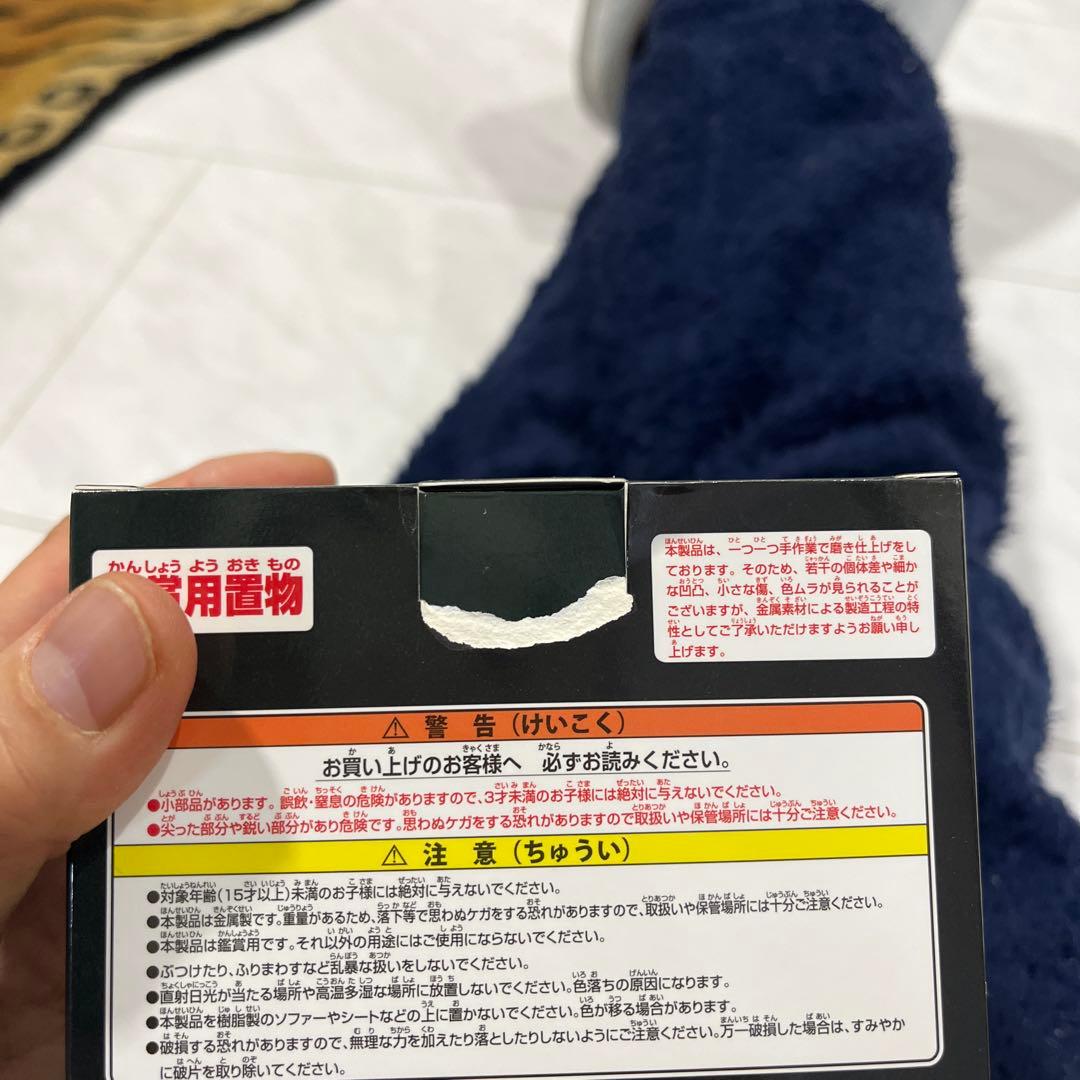 かんしょう よう おき もの
用置物
本製品は、一つ一つ手作業で磨き仕上げをし
ております。そのため、若干の個体差や細か
な凹凸、小さな傷、色ムラが見られることが
ございますが、金属素材による製造工程の特
性としてご了承いただけますようお願い申し
上げます。
⚠ 警 告（けいこく）
お買い上げのお客様へ 必ずお読みください。
●小部品があります。誤飲・窒息の危険がありますので、3才未満のお子様には絶対に与えないでください。
●尖った部分や鋭い部分があり危険です。思わぬケガをする恐れがありますので取扱いや保管場所には十分ご注意ください。
⚠ 注 意（ちゅうい）
●対象年齢（15才以上）未満のお子様には絶対に与えないでください。
●本製品は金属製です。重量があるため、落下等で思わぬケガをする恐れがありますので、取扱いや保管場所には十分ご注意ください。
●本製品は鑑賞用です。それ以外の用途にはご使用にならないでください。
●ぶつけたり、ふりまわすなど乱暴な扱いをしないでください。
●直射日光が当たる場所や高温多湿な場所に放置しないでください。色落ちの原因になります。
●本製品を樹脂製のソファーやシートなどの上に置かないでください。色が移る場合があります。
●破損する恐れがありますので、無理な力を加えたり落としたりしないようにご注意ください。万一破損した場合は、すみやか
に破片を取り除いてください。